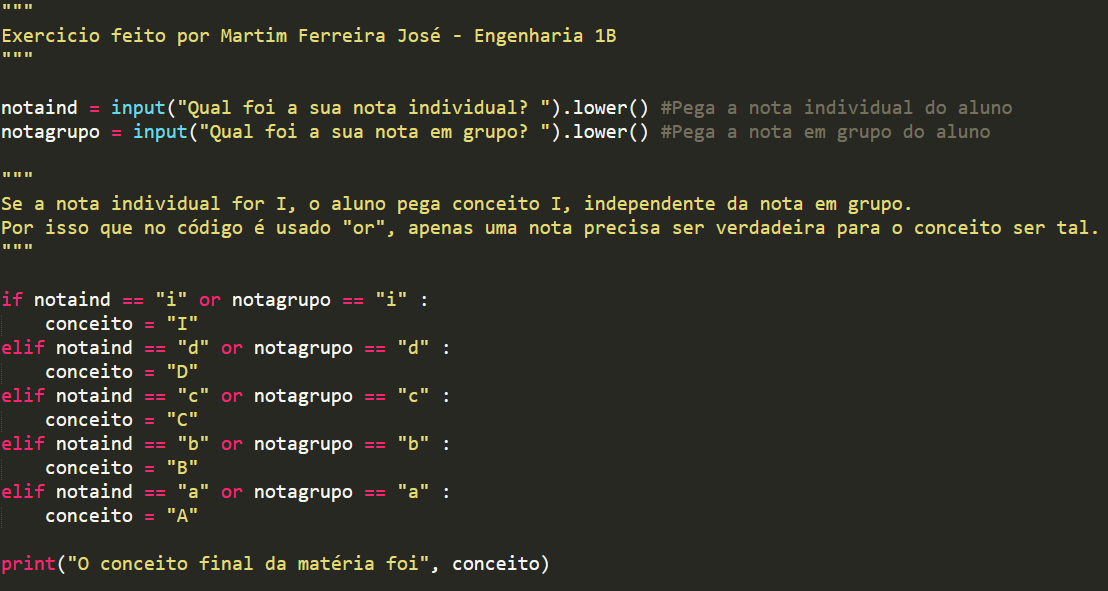 """
Exercicio feito por Martim Ferreira José - Engenharia 1B
"""
notaind = input("Qual foi a sua nota individual? ").lower() #Pega a nota individual do aluno
notagrupo = input("Qual foi a sua nota em grupo? ").lower() #Pega a nota em grupo do aluno
"""
Se a nota individual for I, o aluno pega conceito I, independente da nota em grupo.
Por isso que no código é usado "or", apenas uma nota precisa ser verdadeira para o conceito ser tal.
"""
if notaind == "i" or notagrupo == "i" :
    conceito = "I"
elif notaind == "d" or notagrupo == "d" :
    conceito = "D"
elif notaind == "c" or notagrupo == "c" :
    conceito = "C"
elif notaind == "b" or notagrupo == "b" :
    conceito = "B"
elif notaind == "a" or notagrupo == "a" :
    conceito = "A"
print("O conceito final da matéria foi", conceito)